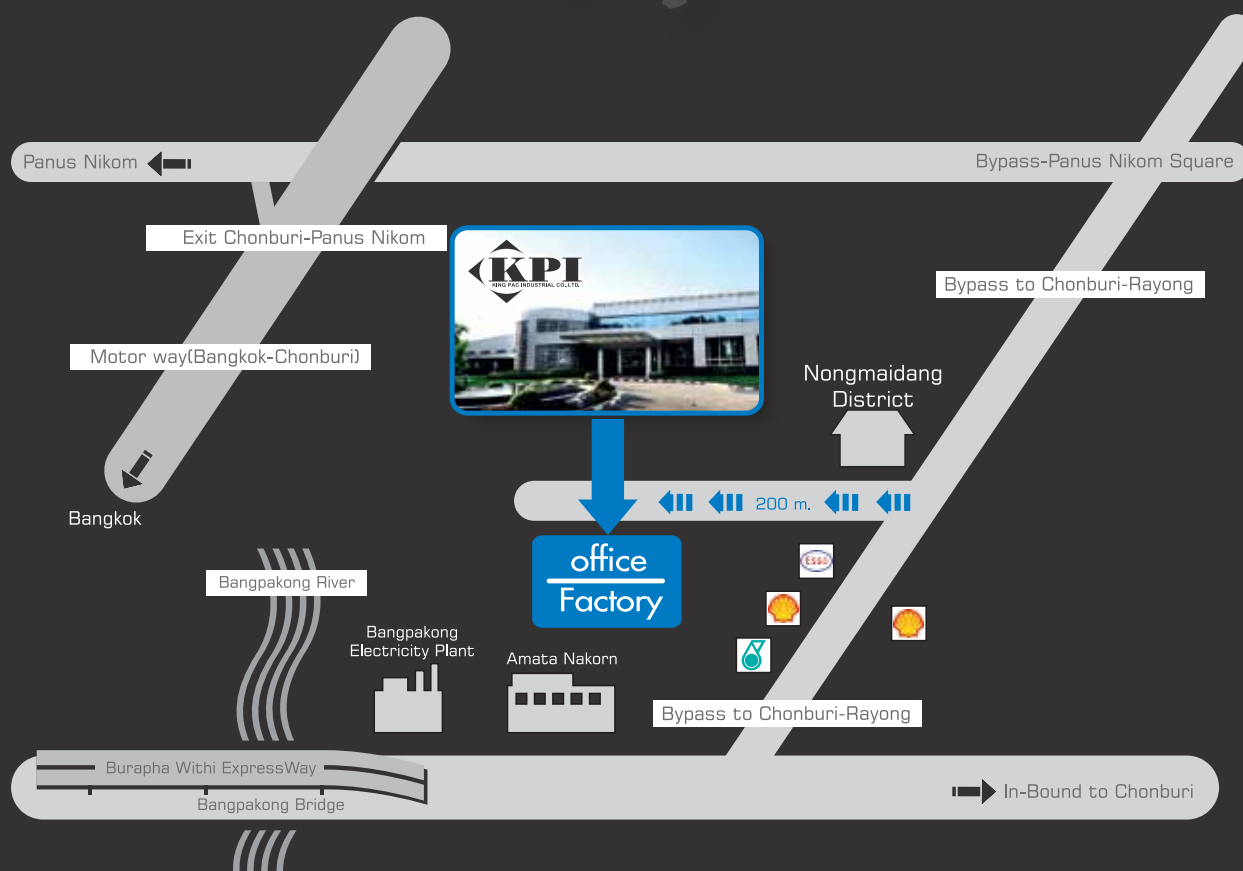 Panus Nikom
Bypass-Panus Nikom Square
Exit Chonburi-Panus Nikom
KPI
KING PAC INDUSTRIAL CO.,LTD.
Bypass to Chonburi-Rayong
Motor way(Bangkok-Chonburi)
Nongmaidang
District
200 m.
Bangkok
office
Factory
Esso
Bangpakong River
Bangpakong
Electricity Plant
Amata Nakorn
Bypass to Chonburi-Rayong
Burapha Withi ExpressWay
Bangpakong Bridge
In-Bound to Chonburi